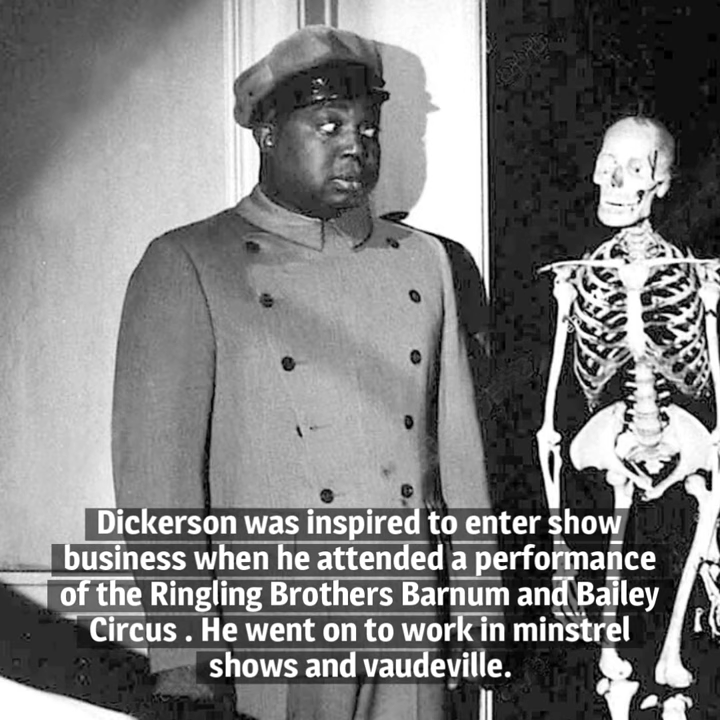 Dickerson was inspired to enter show
business when he attended a performance
of the Ringling Brothers Barnum and Bailey
Circus . He went on to work in minstrel
shows and vaudeville.